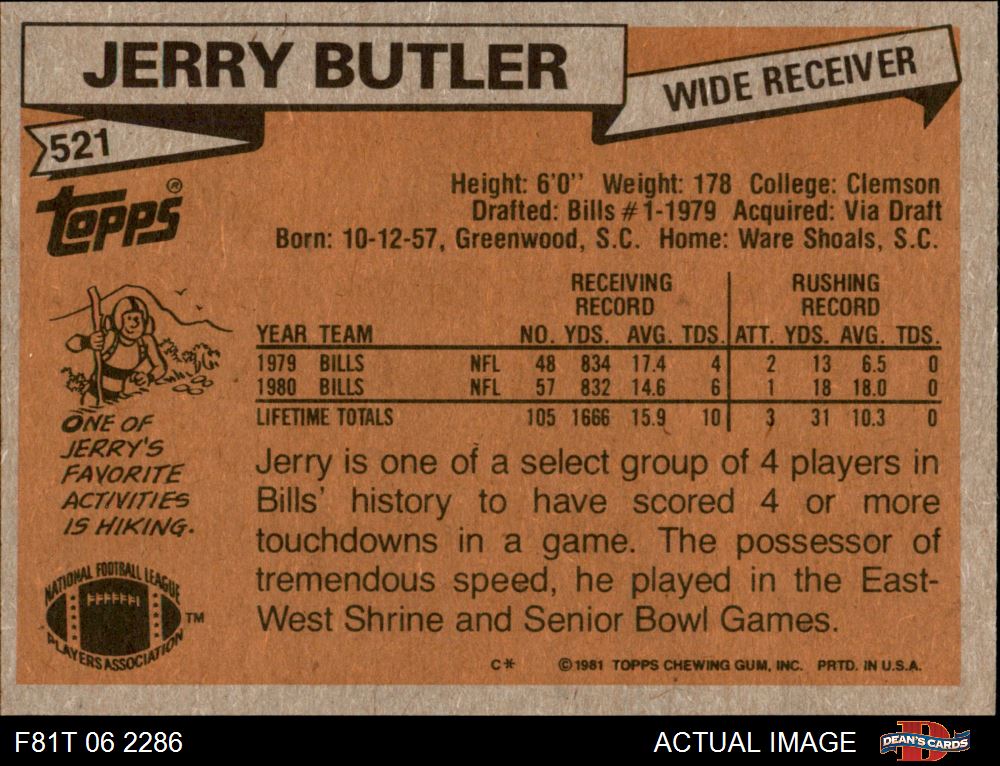 JERRY BUTLER
WIDE RECEIVER
521
TOPPS®
Height: 6'0'' Weight: 178 College: Clemson
Drafted: Bills #1-1979 Acquired: Via Draft
Born: 10-12-57, Greenwood, S.C. Home: Ware Shoals, S.C.
RECEIVING RECORD RUSHING RECORD
YEAR TEAM NO. YDS. AVG. TDS. ATT. YDS. AVG. TDS.
1979 BILLS NFL 48 834 17.4 4 2 13 6.5 0
1980 BILLS NFL 57 832 14.6 6 1 18 18.0 0
LIFETIME TOTALS 105 1666 15.9 10 3 31 10.3 0
ONE OF
JERRY'S
FAVORITE
ACTIVITIES
IS HIKING.
Jerry is one of a select group of 4 players in
Bills' history to have scored 4 or more
touchdowns in a game. The possessor of
tremendous speed, he played in the East-
West Shrine and Senior Bowl Games.
NATIONAL FOOTBALL LEAGUE
PLAYERS ASSOCIATION
TM
C* ©1981 TOPPS CHEWING GUM, INC. PRTD. IN U.S.A.
F81T 06 2286
ACTUAL IMAGE
DEAN'S CARDS